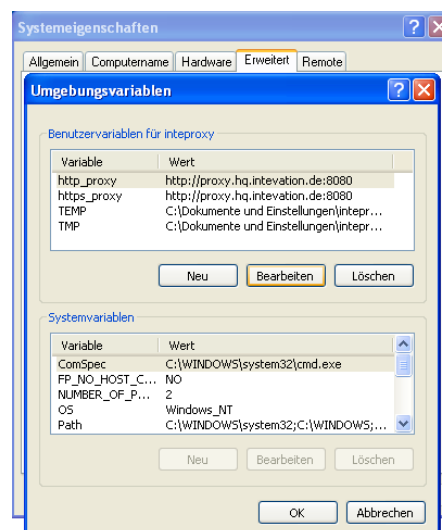 Systemeigenschaften
Allgemein Computername Hardware Erweitert Remote
Umgebungsvariablen
Benutzervariablen für inteproxy
Variable Wert
http_proxy http://proxy.hq.intevation.de:8080
https_proxy http://proxy.hq.intevation.de:8080
TEMP C:\Dokumente und Einstellungen\intepr...
TMP C:\Dokumente und Einstellungen\intepr...
Neu Bearbeiten Löschen
Systemvariablen
Variable Wert
ComSpec C:\WINDOWS\system32\cmd.exe
FP_NO_HOST_C... NO
NUMBER_OF_P... 2
OS Windows_NT
Path C:\WINDOWS\system32;C:\WINDOWS;...
Neu Bearbeiten Löschen
OK Abbrechen